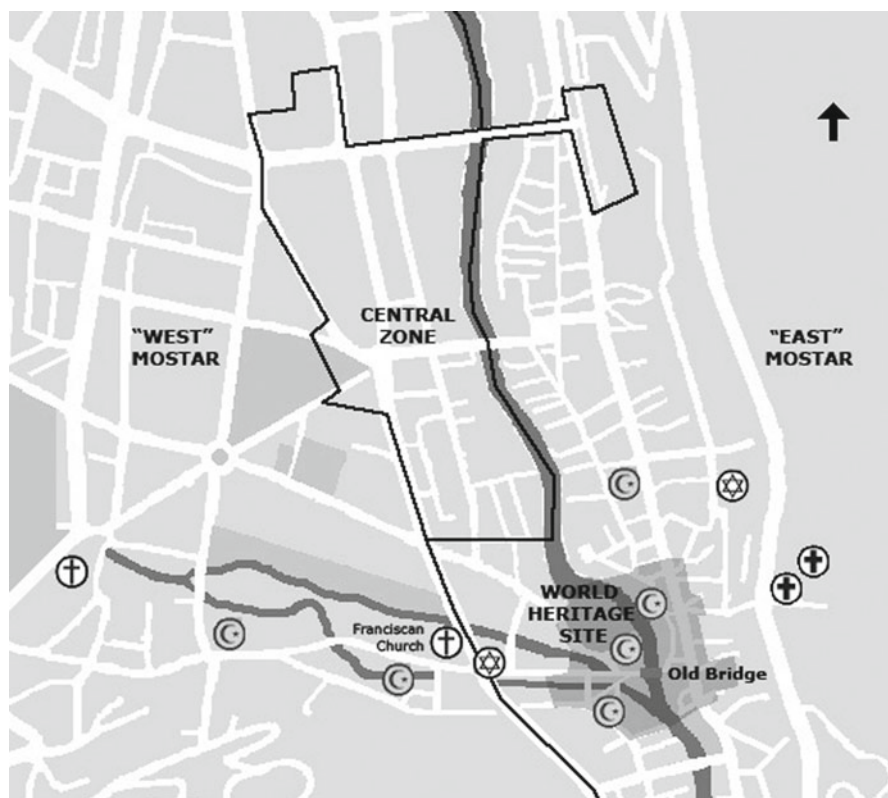 CENTRAL
ZONE
“WEST”
MOSTAR
“EAST”
MOSTAR
WORLD
HERITAGE
SITE
Franciscan
Church
Old Bridge